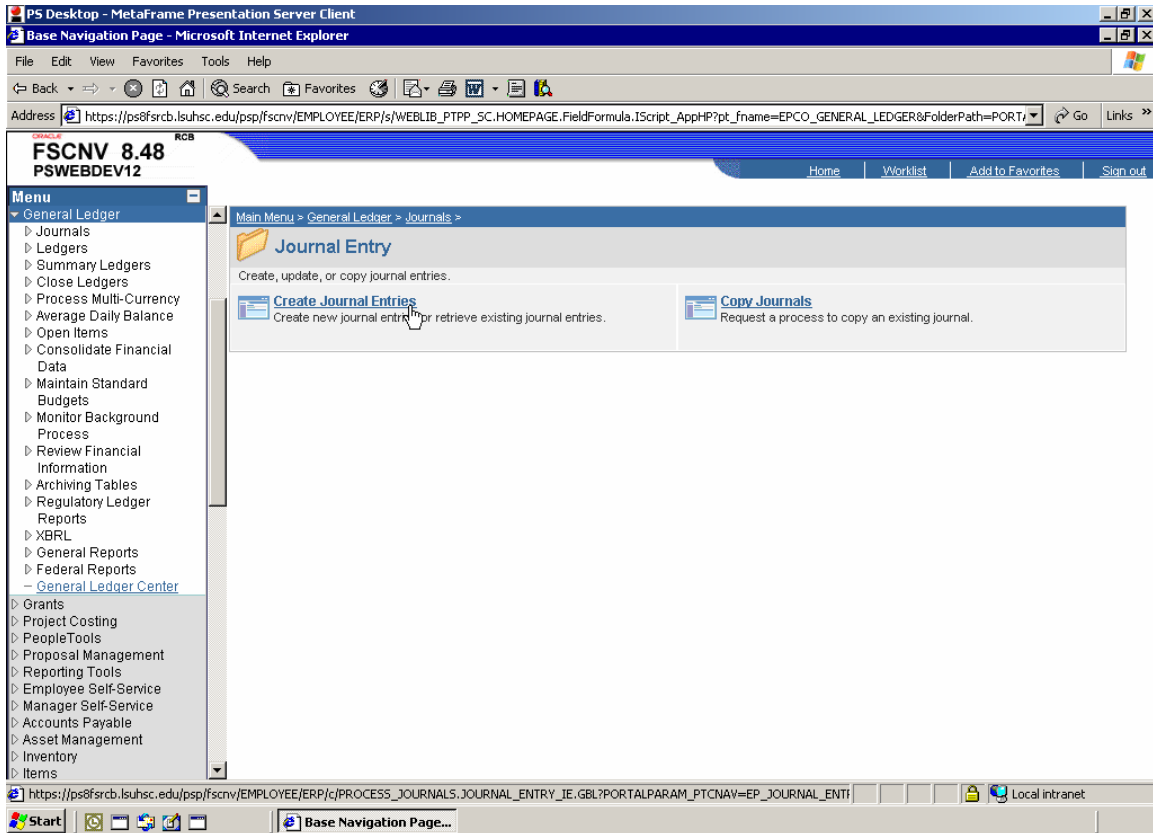 PS Desktop - MetaFrame Presentation Server Client
Base Navigation Page - Microsoft Internet Explorer
File Edit View Favorites Tools Help
Back Search Favorites
Address https://ps8fsrcb.lsuhsc.edu/psp/fscnv/EMPLOYEE/ERP/s/WEBLIB_PTPP_SC.HOMEPAGE.FieldFormula.IScript_AppHP?pt_fname=EPCO_GENERAL_LEDGER&FolderPath=PORT Go Links »
ORACLE RCB
FSCNV 8.48
PSWEBDEV12
Home Worklist Add to Favorites Sign out
Menu
General Ledger
Journals
Ledgers
Summary Ledgers
Close Ledgers
Process Multi-Currency
Average Daily Balance
Open Items
Consolidate Financial
Data
Maintain Standard
Budgets
Monitor Background
Process
Review Financial
Information
Archiving Tables
Regulatory Ledger
Reports
XBRL
General Reports
Federal Reports
– General Ledger Center
Grants
Project Costing
PeopleTools
Proposal Management
Reporting Tools
Employee Self-Service
Manager Self-Service
Accounts Payable
Asset Management
Inventory
Items
Main Menu > General Ledger > Journals >
Journal Entry
Create, update, or copy journal entries.
Create Journal Entries
Create new journal entries or retrieve existing journal entries.
Copy Journals
Request a process to copy an existing journal.
https://ps8fsrcb.lsuhsc.edu/psp/fscnv/EMPLOYEE/ERP/c/PROCESS_JOURNALS.JOURNAL_ENTRY_IE.GBL?PORTALPARAM_PTCNAV=EP_JOURNAL_ENTR Local intranet
Start Base Navigation Page...